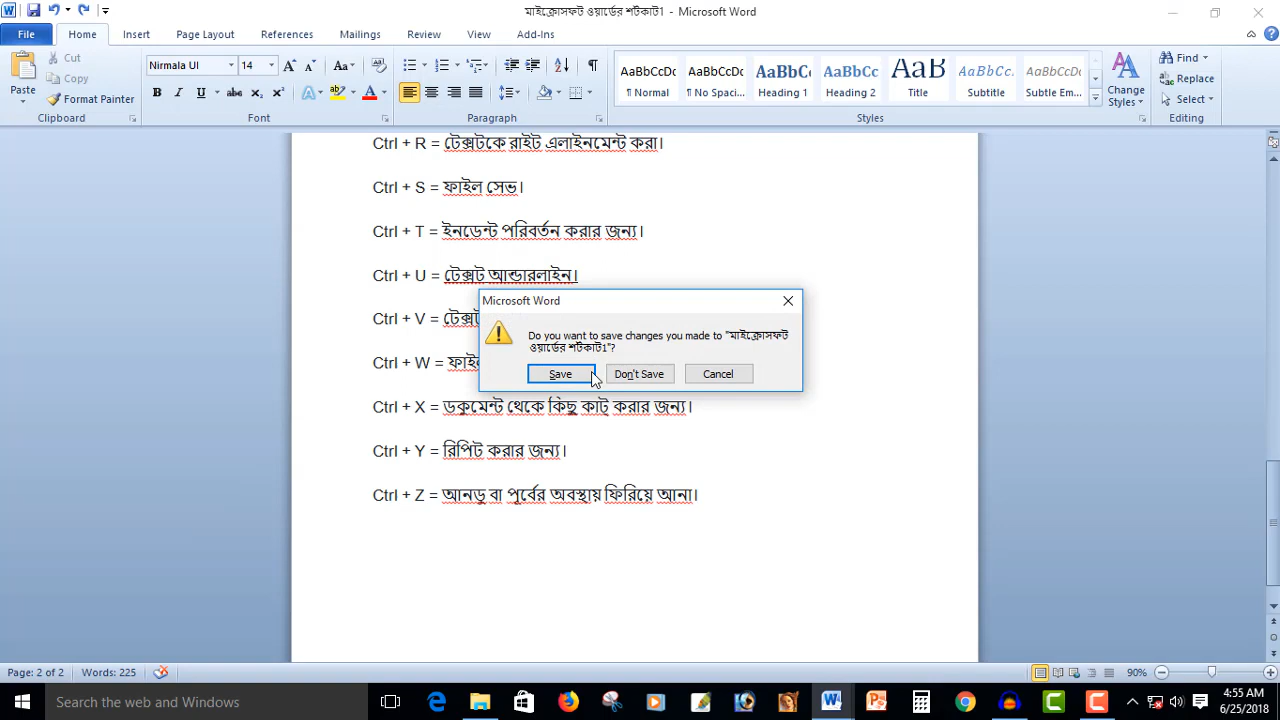 মাইক্রোসফট ওয়ার্ডের শর্টকাট1 - Microsoft Word
File Home Insert Page Layout References Mailings Review View Add-Ins
Paste
Cut
Copy
Format Painter
Nirmala UI 14
AaBbCcDc AaBbCcDc AaBbCc AaBbCc AaB AaBbCcDc AaBbCcDc
¶ Normal ¶ No Spaci... Heading 1 Heading 2 Title Subtitle Subtle Em...
Change Styles
Find
Replace
Select
Clipboard Font Paragraph Styles Editing
Ctrl + R = টেক্সটকে রাইট এলাইনমেন্ট করা।
Ctrl + S = ফাইল সেভ।
Ctrl + T = ইনডেন্ট পরিবর্তন করার জন্য।
Ctrl + U = টেক্সট আন্ডারলাইন।
Ctrl + V = টেক্সট
Ctrl + W = ফাইল
Microsoft Word
Do you want to save changes you made to "মাইক্রোসফট
ওয়ার্ডের শর্টকাট1"?
Save Don't Save Cancel
Ctrl + X = ডকুমেন্ট থেকে কিছু কাট্ করার জন্য।
Ctrl + Y = রিপিট করার জন্য।
Ctrl + Z = আনডু বা পূর্বের অবস্থায় ফিরিয়ে আনা।
Page: 2 of 2 Words: 225 90%
Search the web and Windows
4:55 AM
6/25/2018